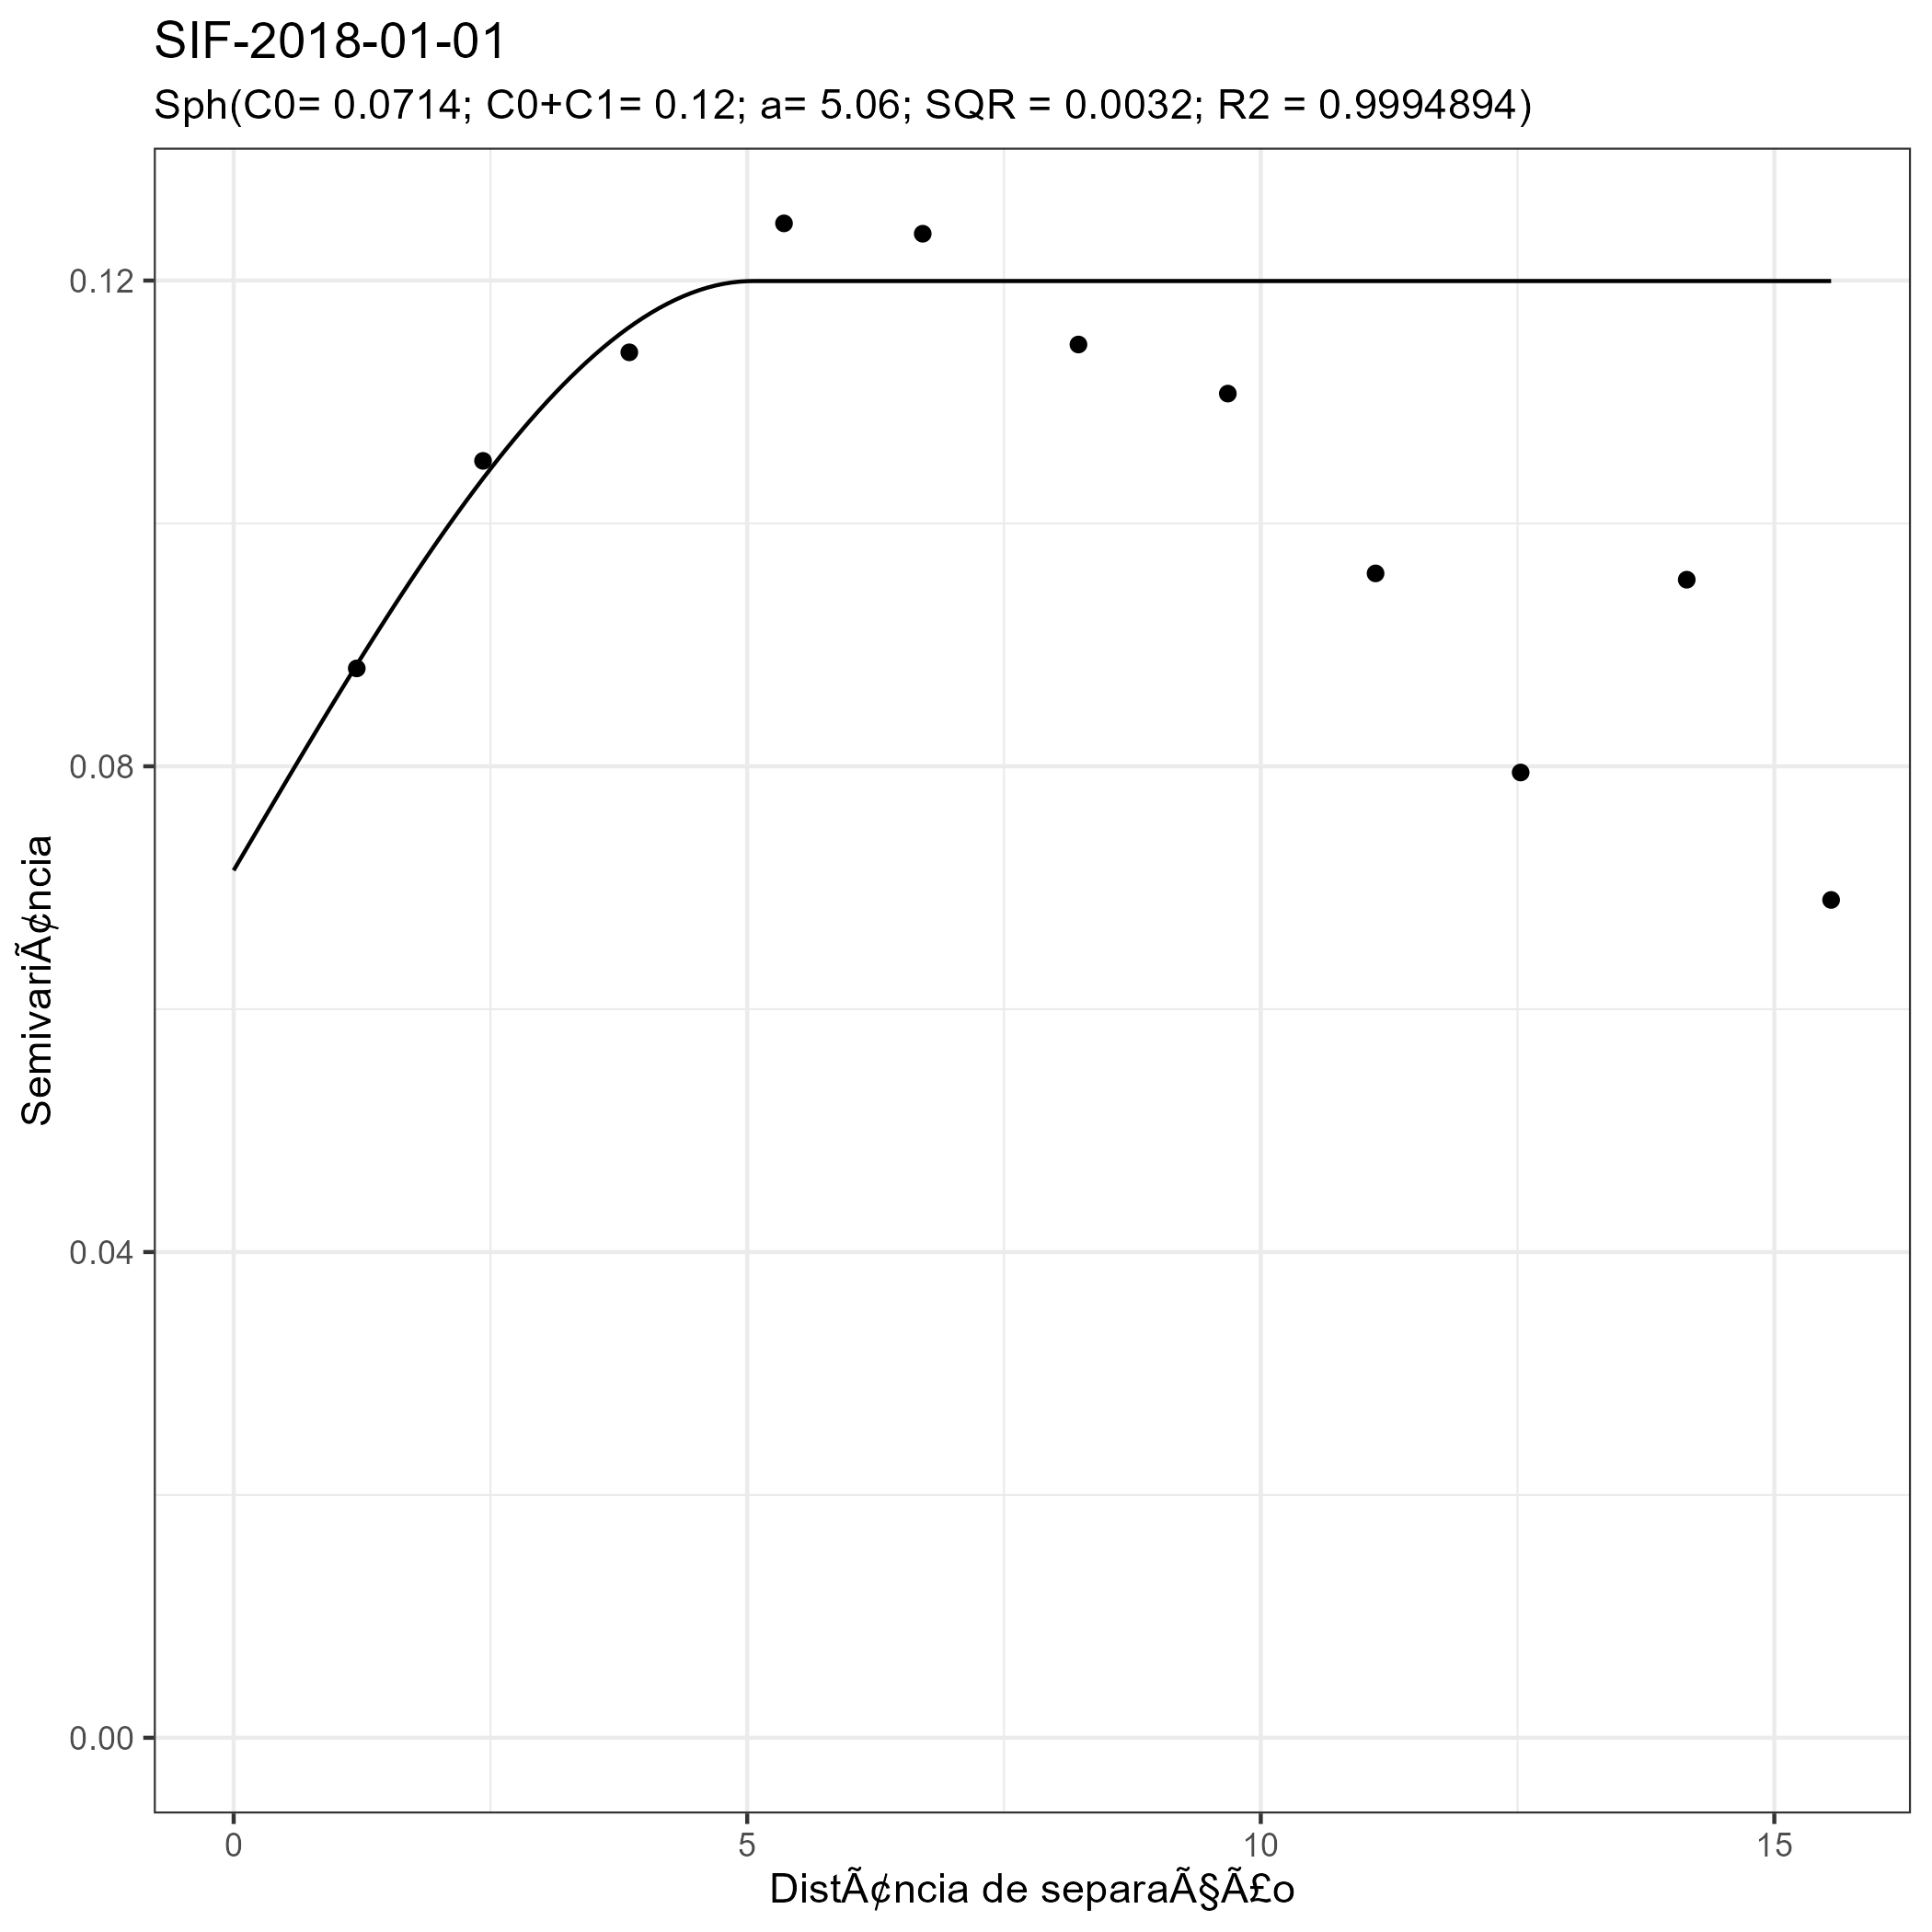 SIF-2018-01-01
Sph(C0= 0.0714; C0+C1= 0.12; a= 5.06; SQR = 0.0032; R2 = 0.9994894)
0.12
0.08
0.04
0.00
SemivariÃ¢ncia
0 5 10 15
DistÃ¢ncia de separaÃ§Ã£o